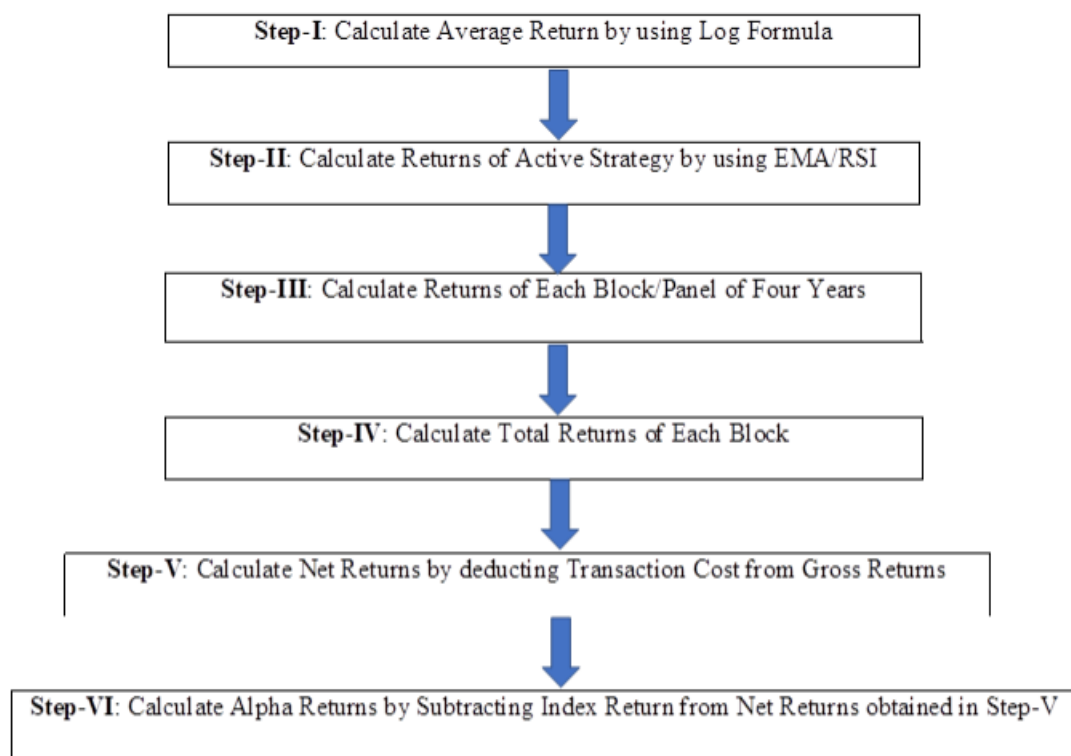 Step-I: Calculate Average Return by using Log Formula
Step-II: Calculate Returns of Active Strategy by using EMA/RSI
Step-III: Calculate Returns of Each Block/Panel of Four Years
Step-IV: Calculate Total Returns of Each Block
Step-V: Calculate Net Returns by deducting Transaction Cost from Gross Returns
Step-VI: Calculate Alpha Returns by Subtracting Index Return from Net Returns obtained in Step-V